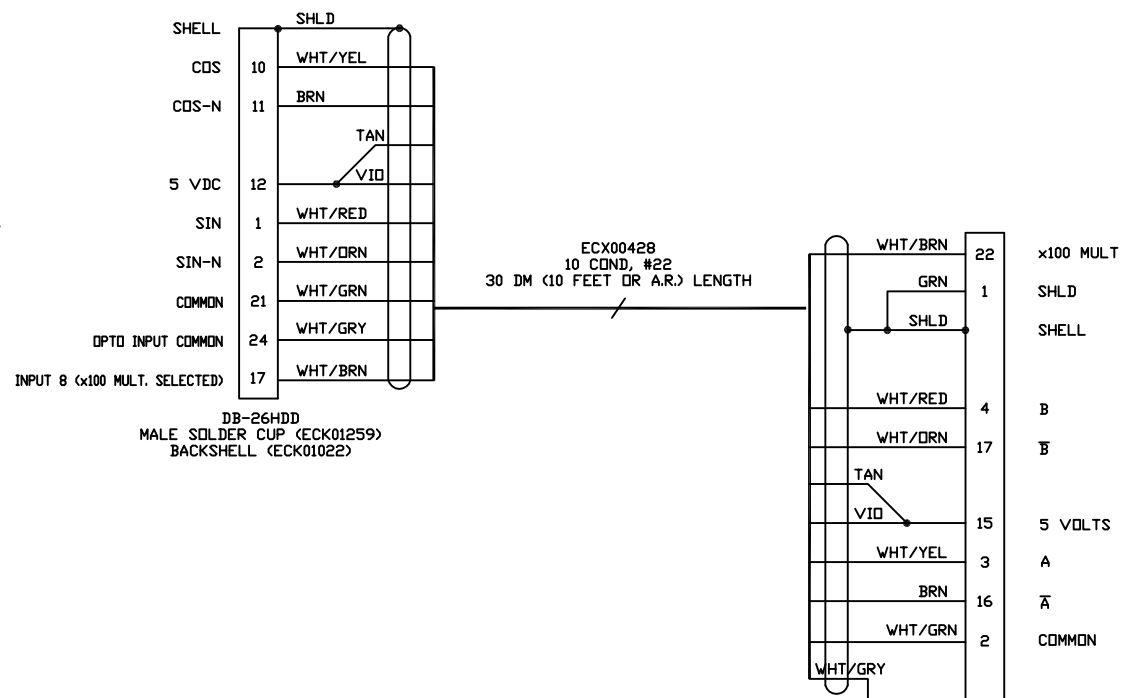 SHELL SHLD
COS 10 WHT/YEL
COS-N 11 BRN
TAN
5 VDC 12 VIO
SIN 1 WHT/RED
SIN-N 2 WHT/ORN
COMMON 21 WHT/GRN
OPTO INPUT COMMON 24 WHT/GRY
INPUT 8 (x100 MULT. SELECTED) 17 WHT/BRN
DB-26HDD
MALE SOLDER CUP (ECK01259)
BACKSHELL (ECK01022)
ECX00428
10 COND, #22
30 DM (10 FEET OR A.R.) LENGTH
WHT/BRN 22 x100 MULT
GRN 1 SHLD
SHLD SHELL
WHT/RED 4 B
WHT/ORN 17 B̅
TAN
VIO 15 5 VOLTS
WHT/YEL 3 A
BRN 16 A̅
WHT/GRN 2 COMMON
WHT/GRY